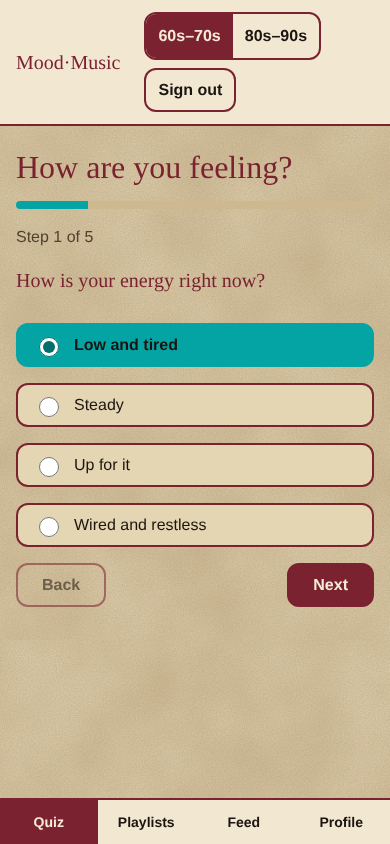 Mood·Music
60s–70s 80s–90s
Sign out
How are you feeling?
Step 1 of 5
How is your energy right now?
Low and tired
Steady
Up for it
Wired and restless
Back Next
Quiz Playlists Feed Profile